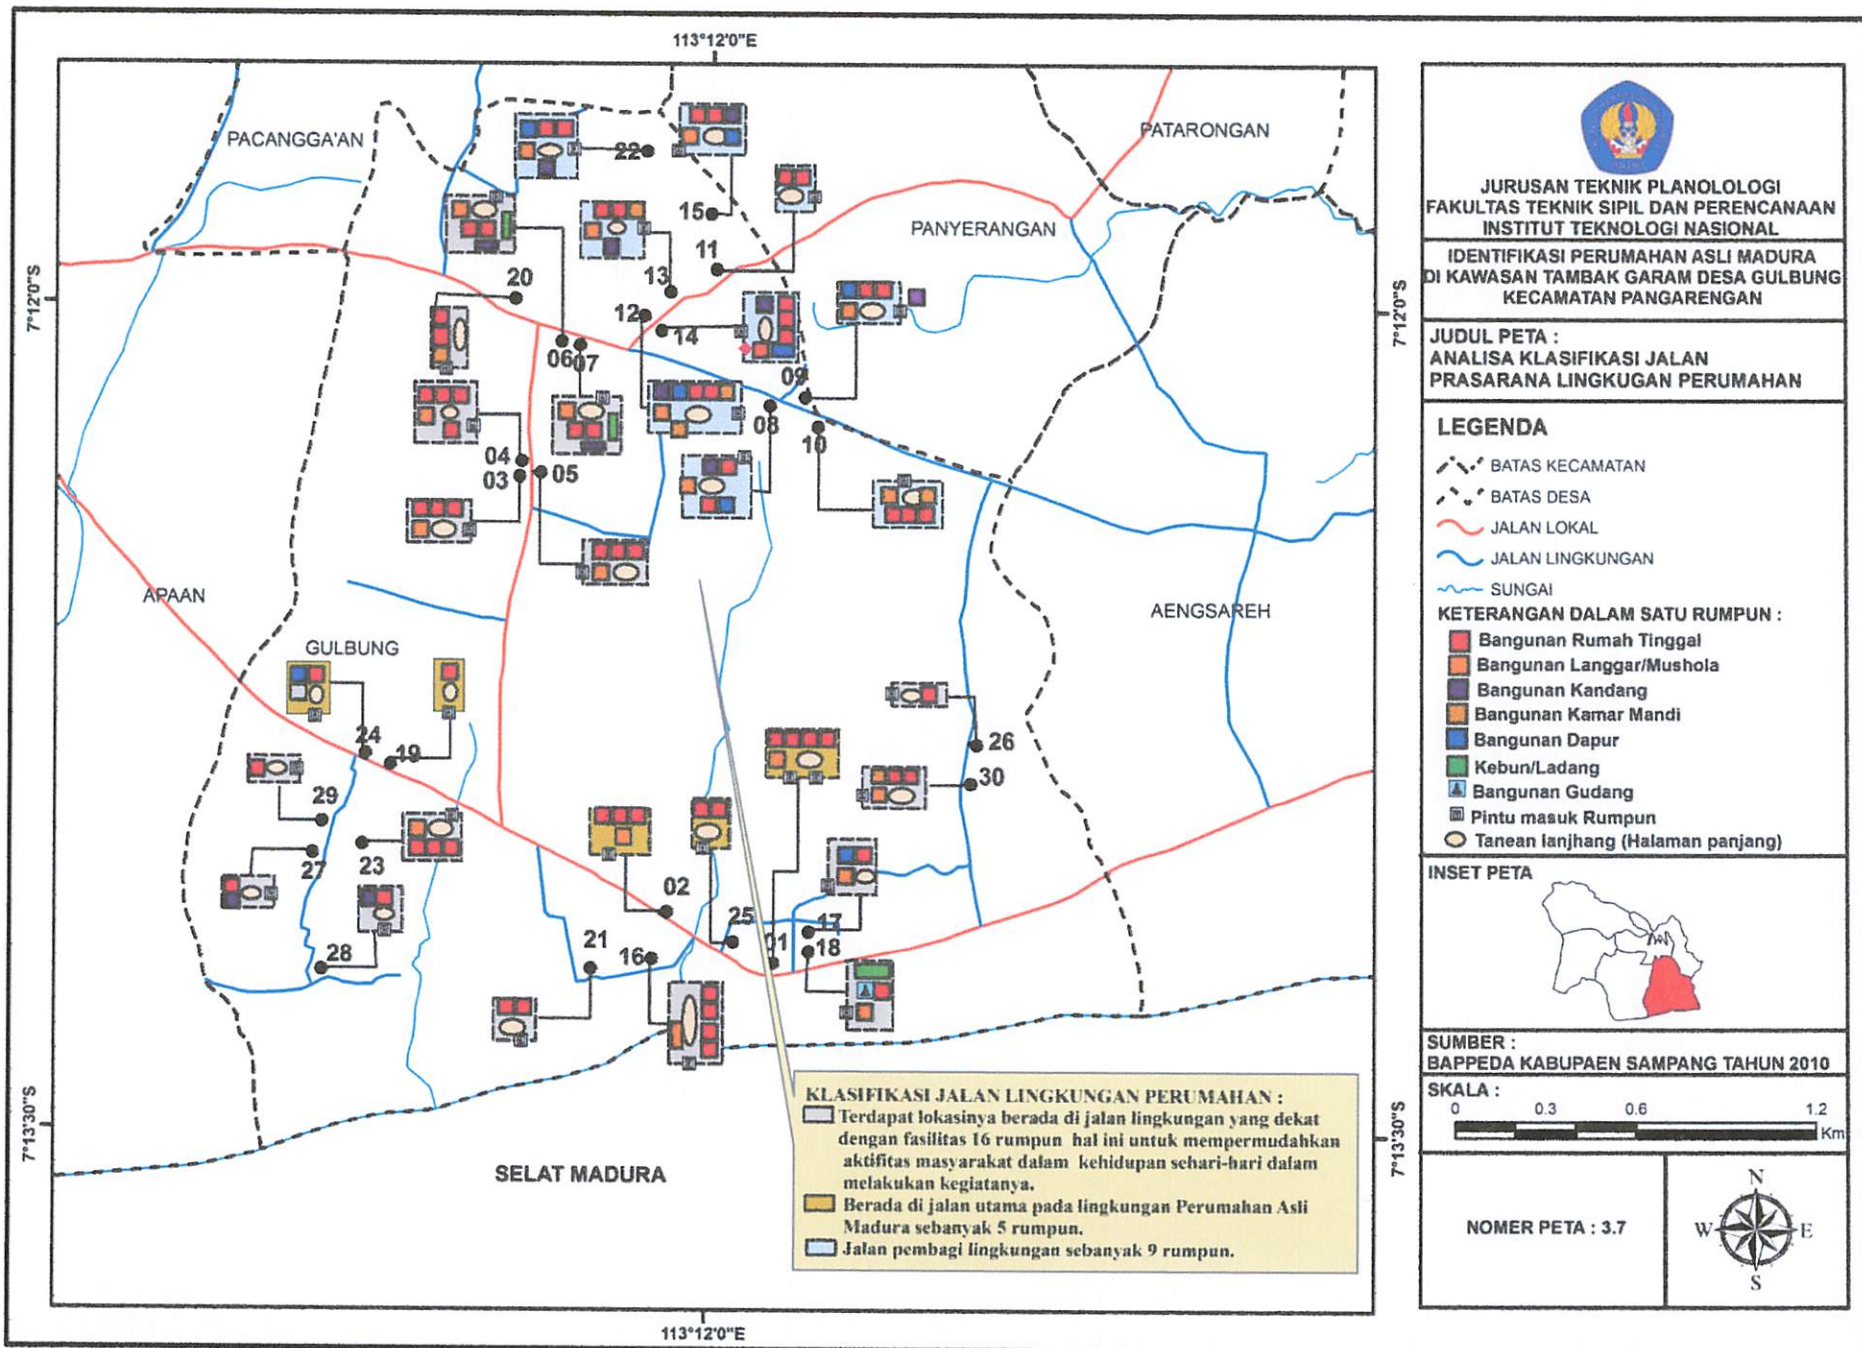 113°12'0"E
PACANGGA'AN
PATARONGAN
22
15
PANYERANGAN
11
13
20
7°12'0"S
7°12'0"S
12
14
06
07
09
08
10
04
03
05
APAAN
AENGSAREH
GULBUNG
24
19
26
30
29
27
23
02
25
01
17
18
21
16
28
7°13'30"S
7°13'30"S
SELAT MADURA
113°12'0"E
KLASIFIKASI JALAN LINGKUNGAN PERUMAHAN :
Terdapat lokasinya berada di jalan lingkungan yang dekat
dengan fasilitas 16 rumpun hal ini untuk mempermudahkan
aktifitas masyarakat dalam kehidupan sehari-hari dalam
melakukan kegiatanya.
Berada di jalan utama pada lingkungan Perumahan Asli
Madura sebanyak 5 rumpun.
Jalan pembagi lingkungan sebanyak 9 rumpun.
JURUSAN TEKNIK PLANOLOLOGI
FAKULTAS TEKNIK SIPIL DAN PERENCANAAN
INSTITUT TEKNOLOGI NASIONAL
IDENTIFIKASI PERUMAHAN ASLI MADURA
DI KAWASAN TAMBAK GARAM DESA GULBUNG
KECAMATAN PANGARENGAN
JUDUL PETA :
ANALISA KLASIFIKASI JALAN
PRASARANA LINGKUGAN PERUMAHAN
LEGENDA
BATAS KECAMATAN
BATAS DESA
JALAN LOKAL
JALAN LINGKUNGAN
SUNGAI
KETERANGAN DALAM SATU RUMPUN :
Bangunan Rumah Tinggal
Bangunan Langgar/Mushola
Bangunan Kandang
Bangunan Kamar Mandi
Bangunan Dapur
Kebun/Ladang
Bangunan Gudang
Pintu masuk Rumpun
Tanean lanjhang (Halaman panjang)
INSET PETA
SUMBER :
BAPPEDA KABUPAEN SAMPANG TAHUN 2010
SKALA :
0 0.3 0.6 1.2
Km
NOMER PETA : 3.7
N
W E
S